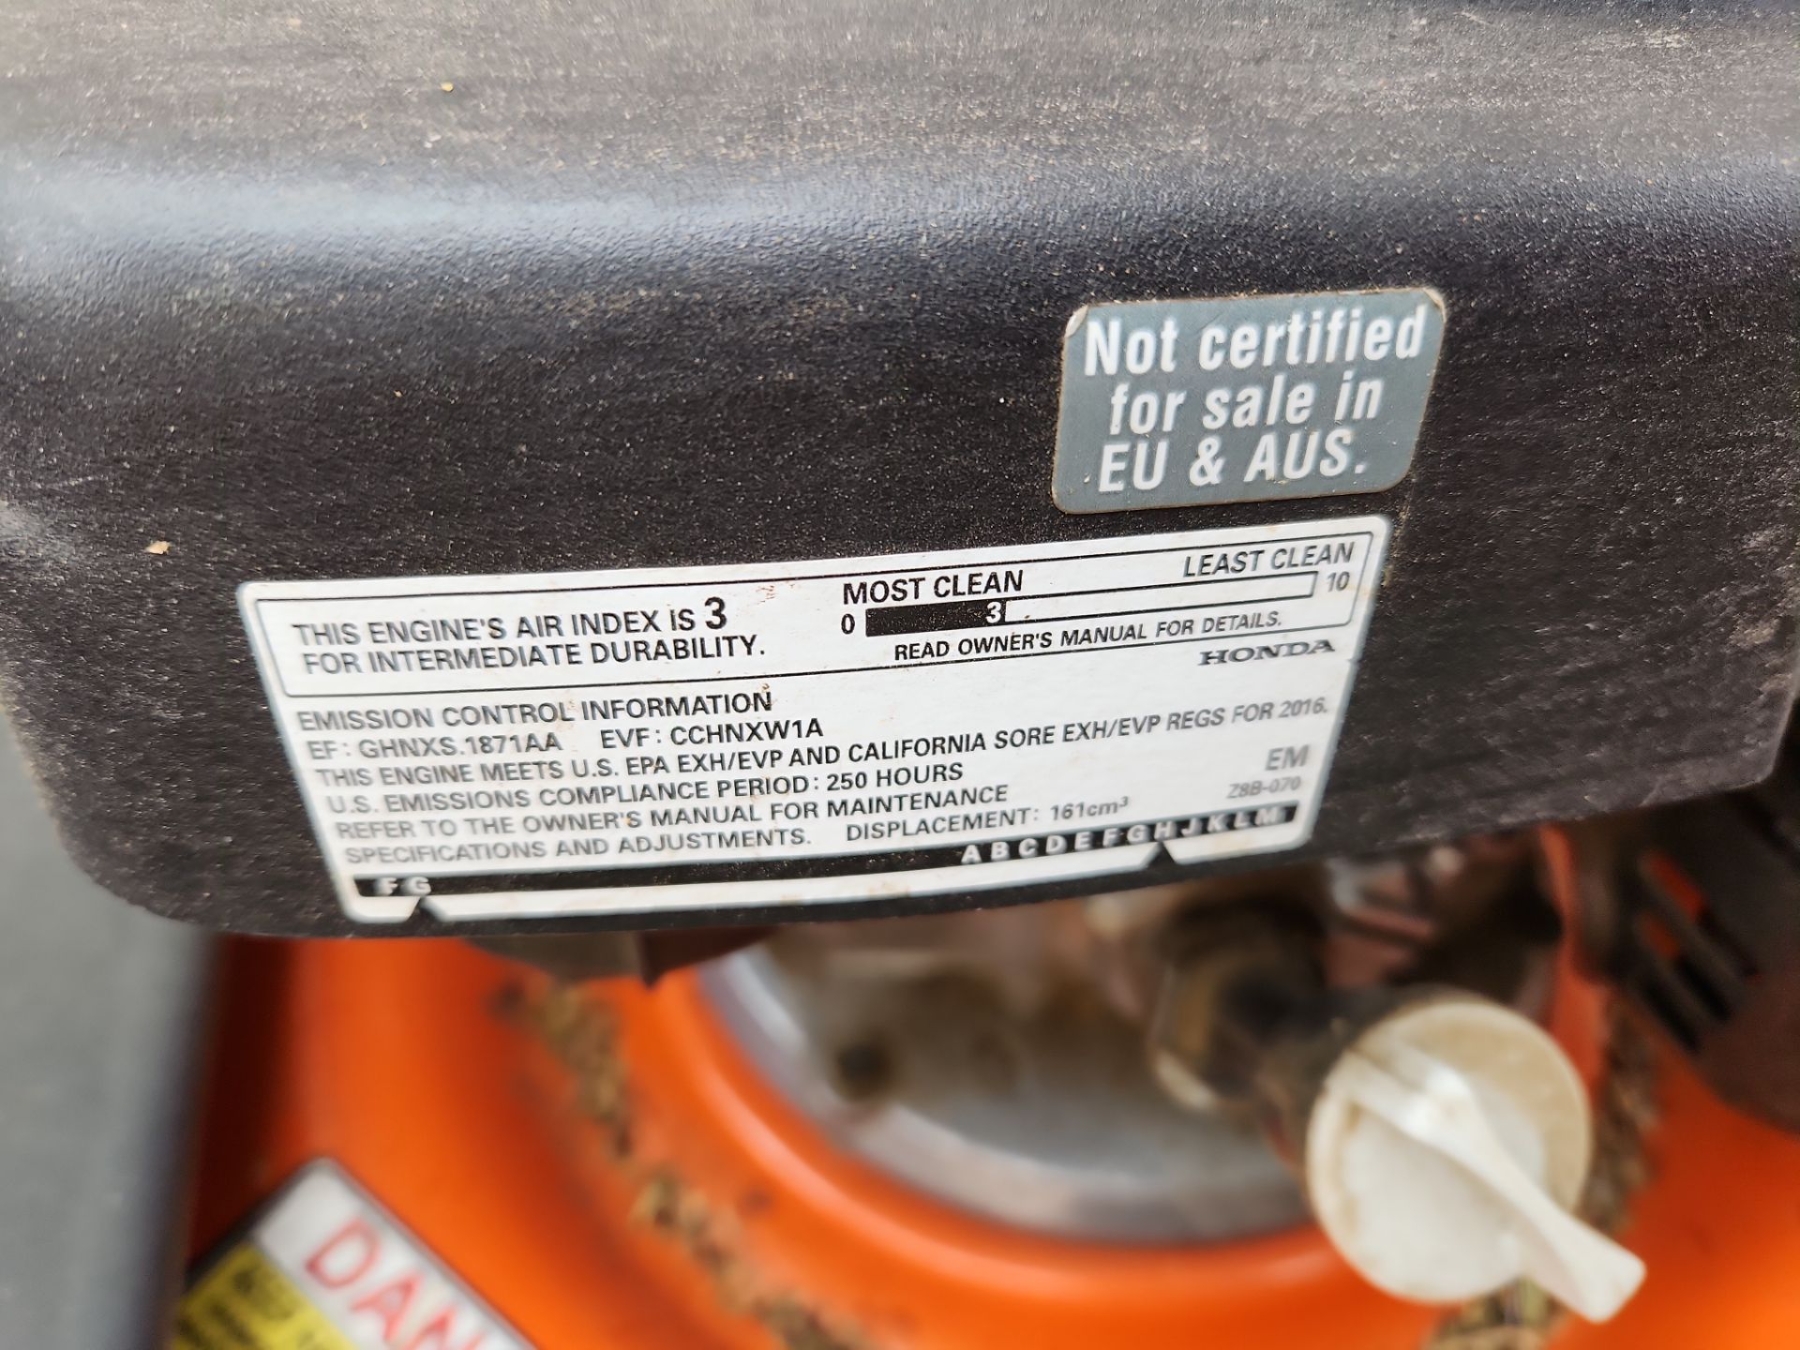 Not certified
for sale in
EU & AUS.
THIS ENGINE'S AIR INDEX iS 3
FOR INTERMEDIATE DURABILITY.
MOST CLEAN LEAST CLEAN
0 3 10
READ OWNER'S MANUAL FOR DETAILS.
HONDA
EMISSION CONTROL INFORMATION
EF: GHNXS.1871AA EVF: CCHNXW1A
THIS ENGINE MEETS U.S. EPA EXH/EVP AND CALIFORNIA SORE EXH/EVP REGS FOR 2016.
U.S. EMISSIONS COMPLIANCE PERIOD: 250 HOURS
EM
REFER TO THE OWNER'S MANUAL FOR MAINTENANCE
Z8B-070
SPECIFICATIONS AND ADJUSTMENTS. DISPLACEMENT: 161cm³
F G A B C D E F G H J K L M
DAN